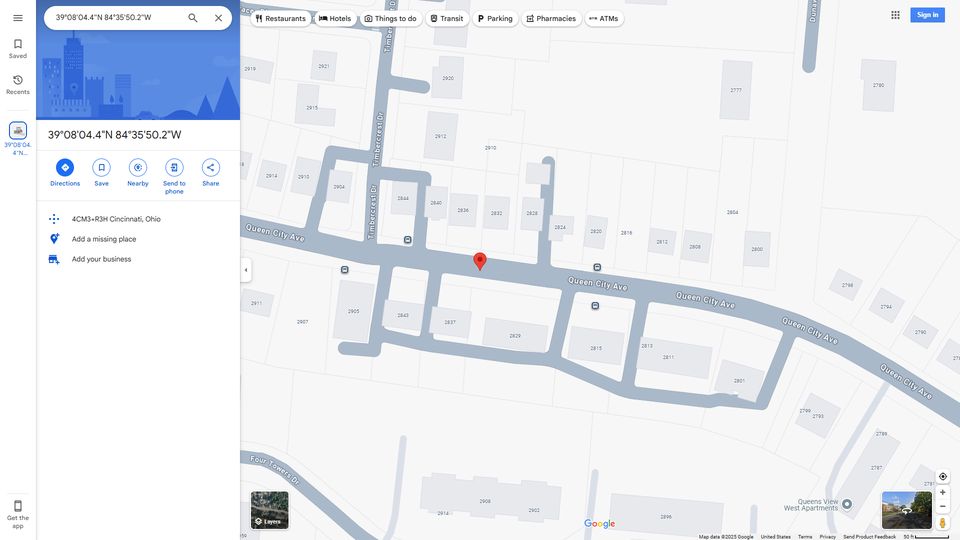 39°08'04.4"N 84°35'50.2"W
Restaurants
Hotels
Things to do
Transit
Parking
Pharmacies
ATMs
Sign in
Saved
Recents
39°08'04.
4"N...
39°08'04.4"N 84°35'50.2"W
Directions
Save
Nearby
Send to
phone
Share
4CM3+R3H Cincinnati, Ohio
Add a missing place
Add your business
Get the
app
Timbercrest Dr
Timbercrest Dr
Timbercrest Dr
2919
2921
2920
2915
2777
2780
2912
2910
2914
2910
2904
2844
2840
2836
2832
2828
2824
2820
2816
2812
2808
2804
2800
Queen City Ave
Queen City Ave
Queen City Ave
Queen City Ave
Queen City Ave
2798
2794
2790
2911
2907
2905
2843
2837
2829
2815
2813
2811
2801
2799
2793
2789
2787
Four Towers Dr
2908
2914
2902
2896
Queens View
West Apartments
Layers
Google
Map data ©2025 Google
United States
Terms
Privacy
Send Product Feedback
50 ft